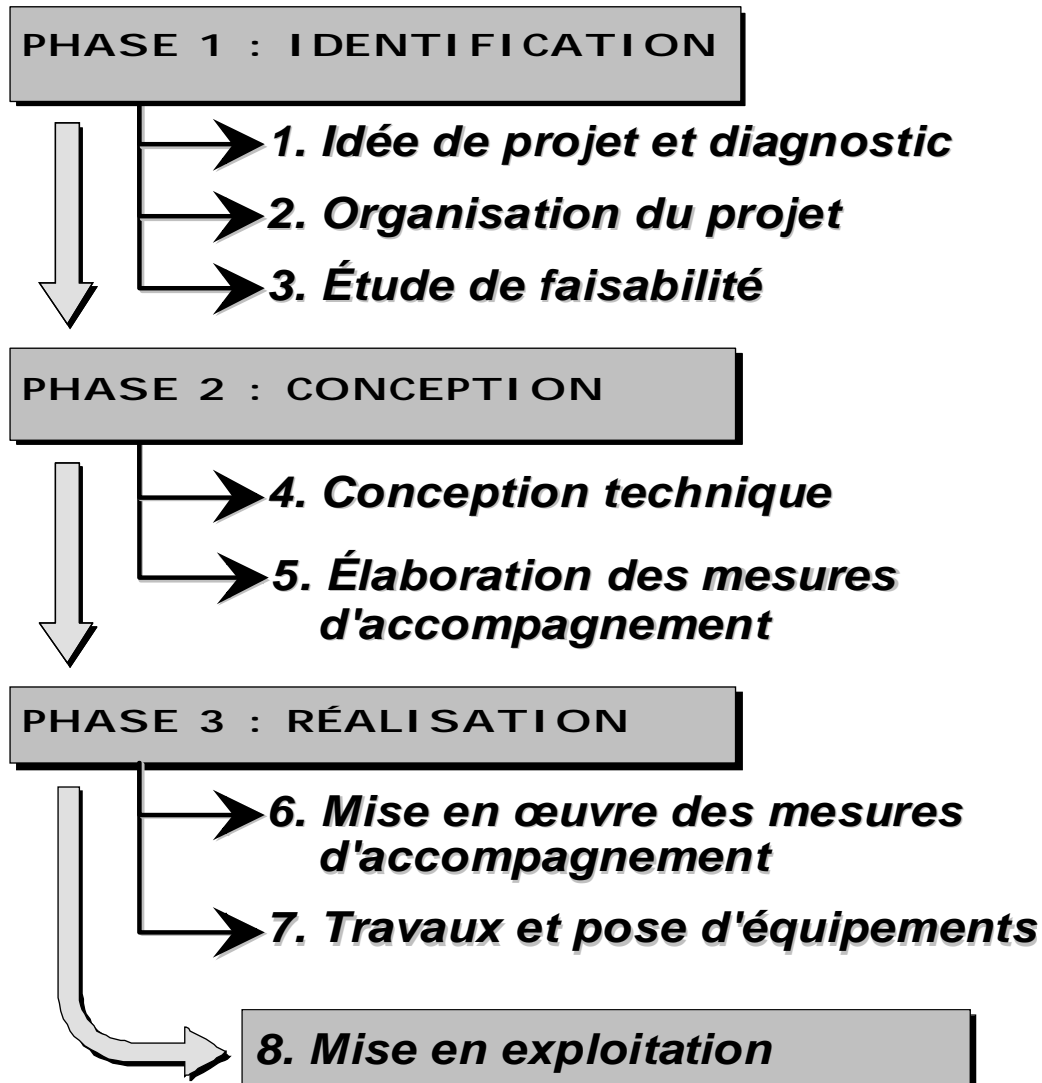 PHASE 1 : IDENTIFICATION
1. Idée de projet et diagnostic
2. Organisation du projet
3. Étude de faisabilité
PHASE 2 : CONCEPTION
4. Conception technique
5. Élaboration des mesures
d'accompagnement
PHASE 3 : RÉALISATION
6. Mise en œuvre des mesures
d'accompagnement
7. Travaux et pose d'équipements
8. Mise en exploitation